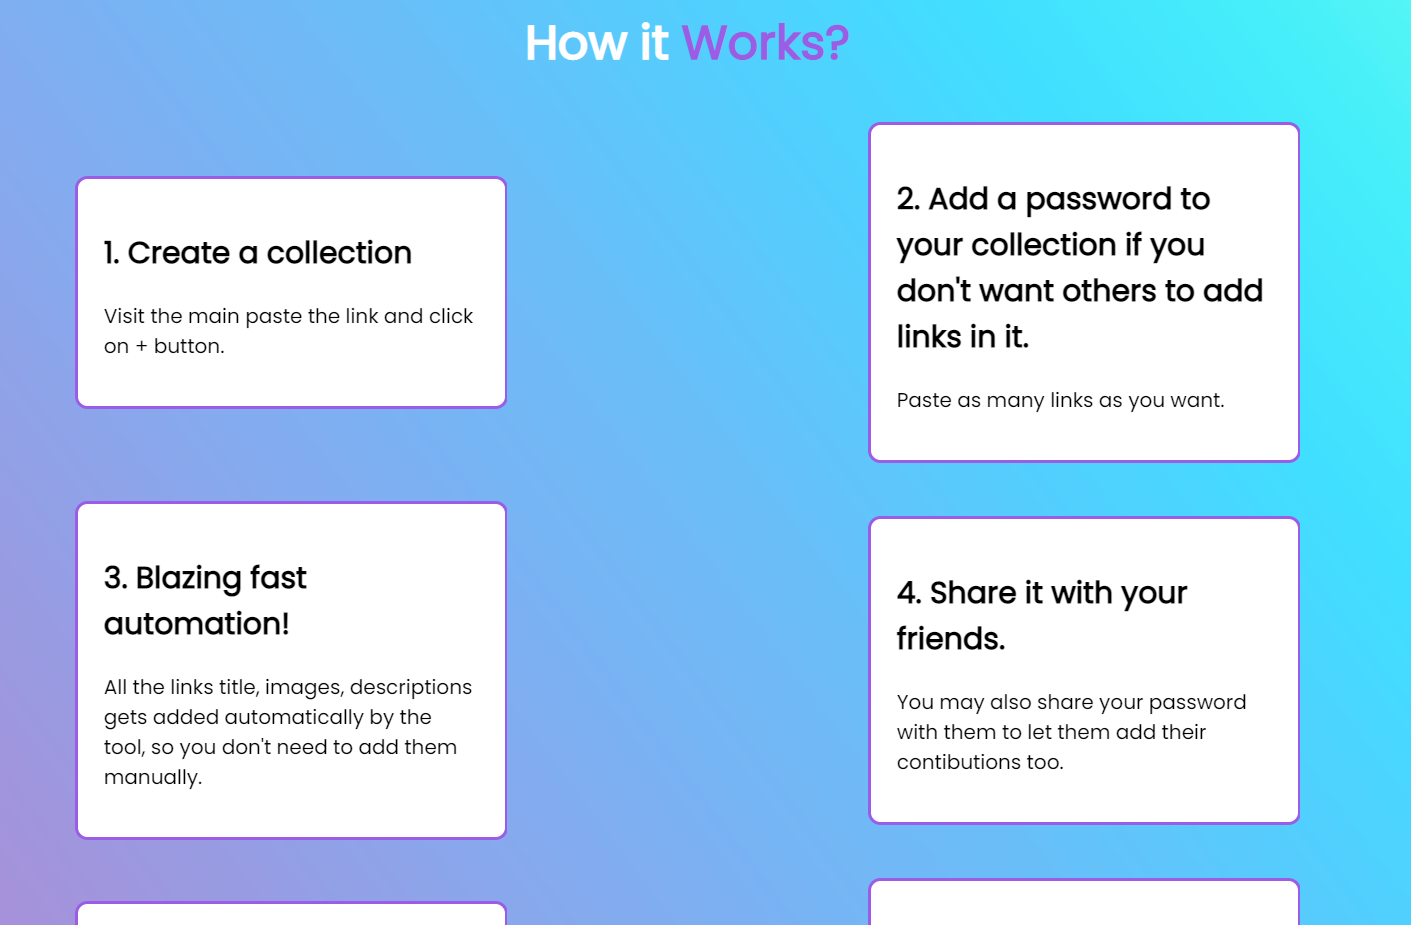 How it Works?
1. Create a collection
Visit the main paste the link and click
on + button.
2. Add a password to
your collection if you
don't want others to add
links in it.
Paste as many links as you want.
3. Blazing fast
automation!
All the links title, images, descriptions
gets added automatically by the
tool, so you don't need to add them
manually.
4. Share it with your
friends.
You may also share your password
with them to let them add their
contibutions too.